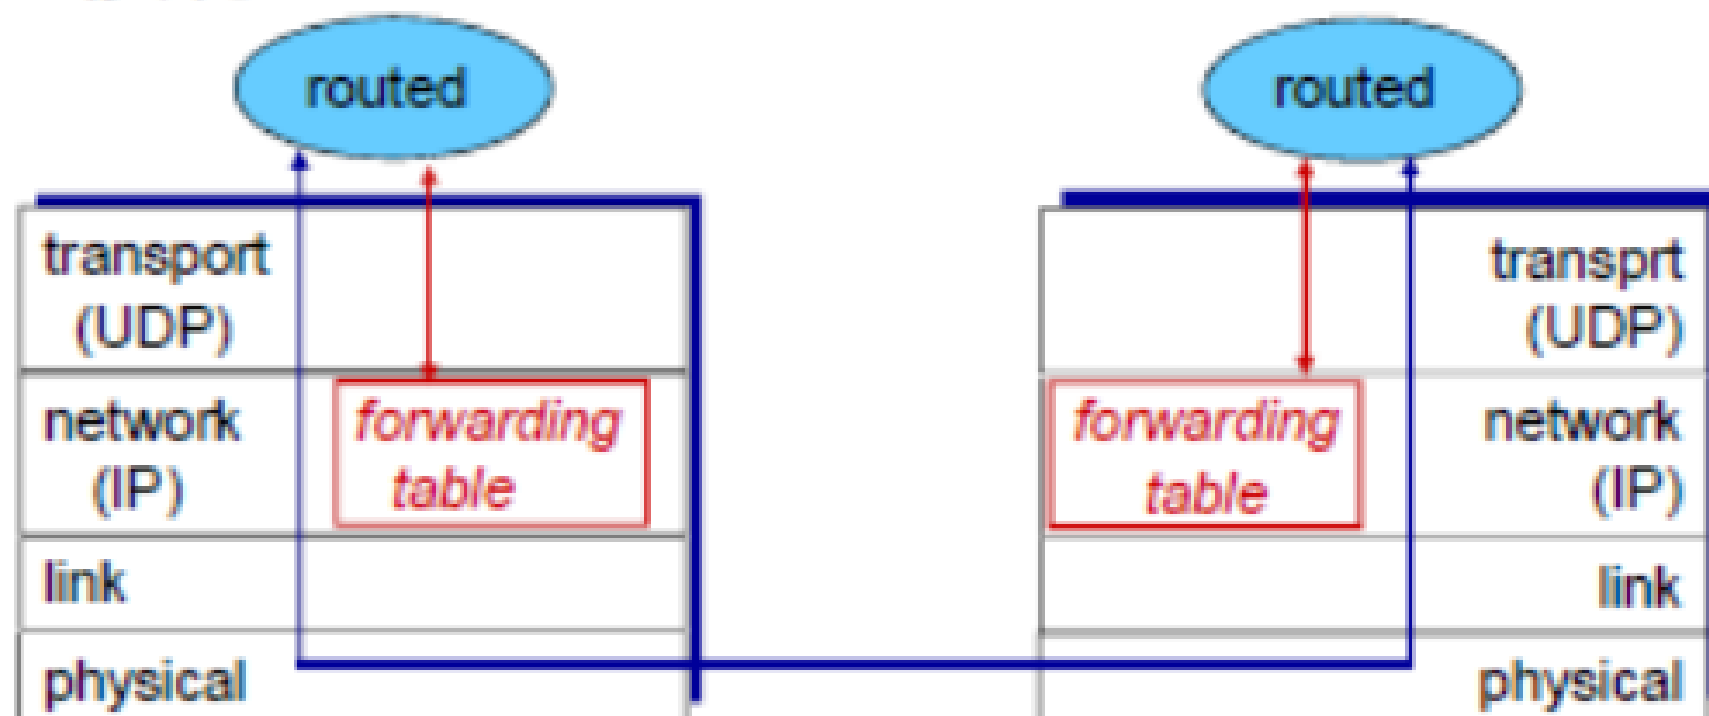 routed
routed
transport
(UDP)
transprt
(UDP)
network
(IP)
forwarding
table
forwarding
table
network
(IP)
link
link
physical
physical